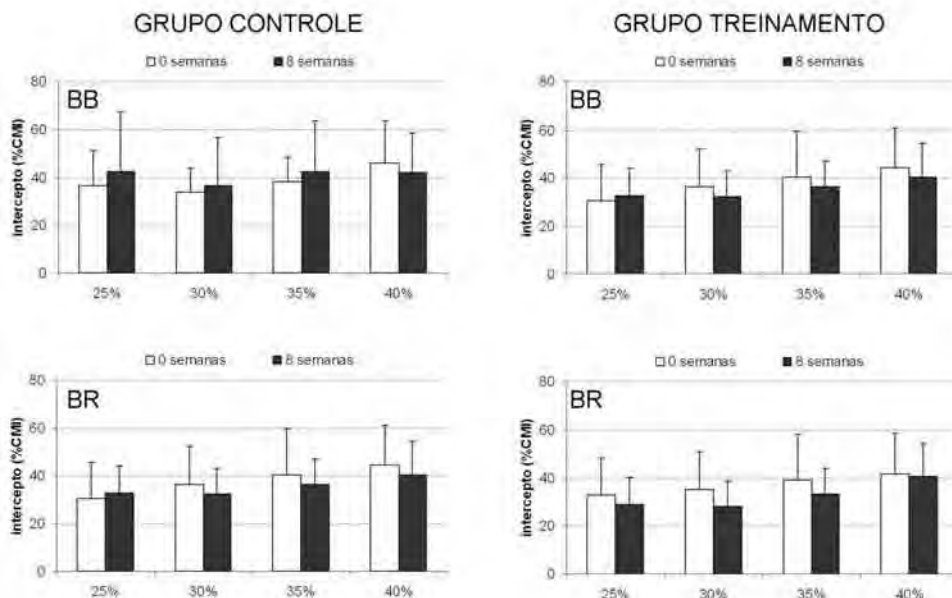 GRUPO CONTROLE
GRUPO TREINAMENTO
0 semanas 8 semanas
BB
intercepto (%CMI)
80
60
40
20
0
25% 30% 35% 40%
0 semanas 8 semanas
BB
intercepto (%CMI)
80
60
40
20
0
25% 30% 35% 40%
0 semanas 8 semanas
BR
intercepto (%CMI)
80
60
40
20
0
25% 30% 35% 40%
0 semanas 8 semanas
BR
intercepto (%CMI)
80
60
40
20
0
25% 30% 35% 40%